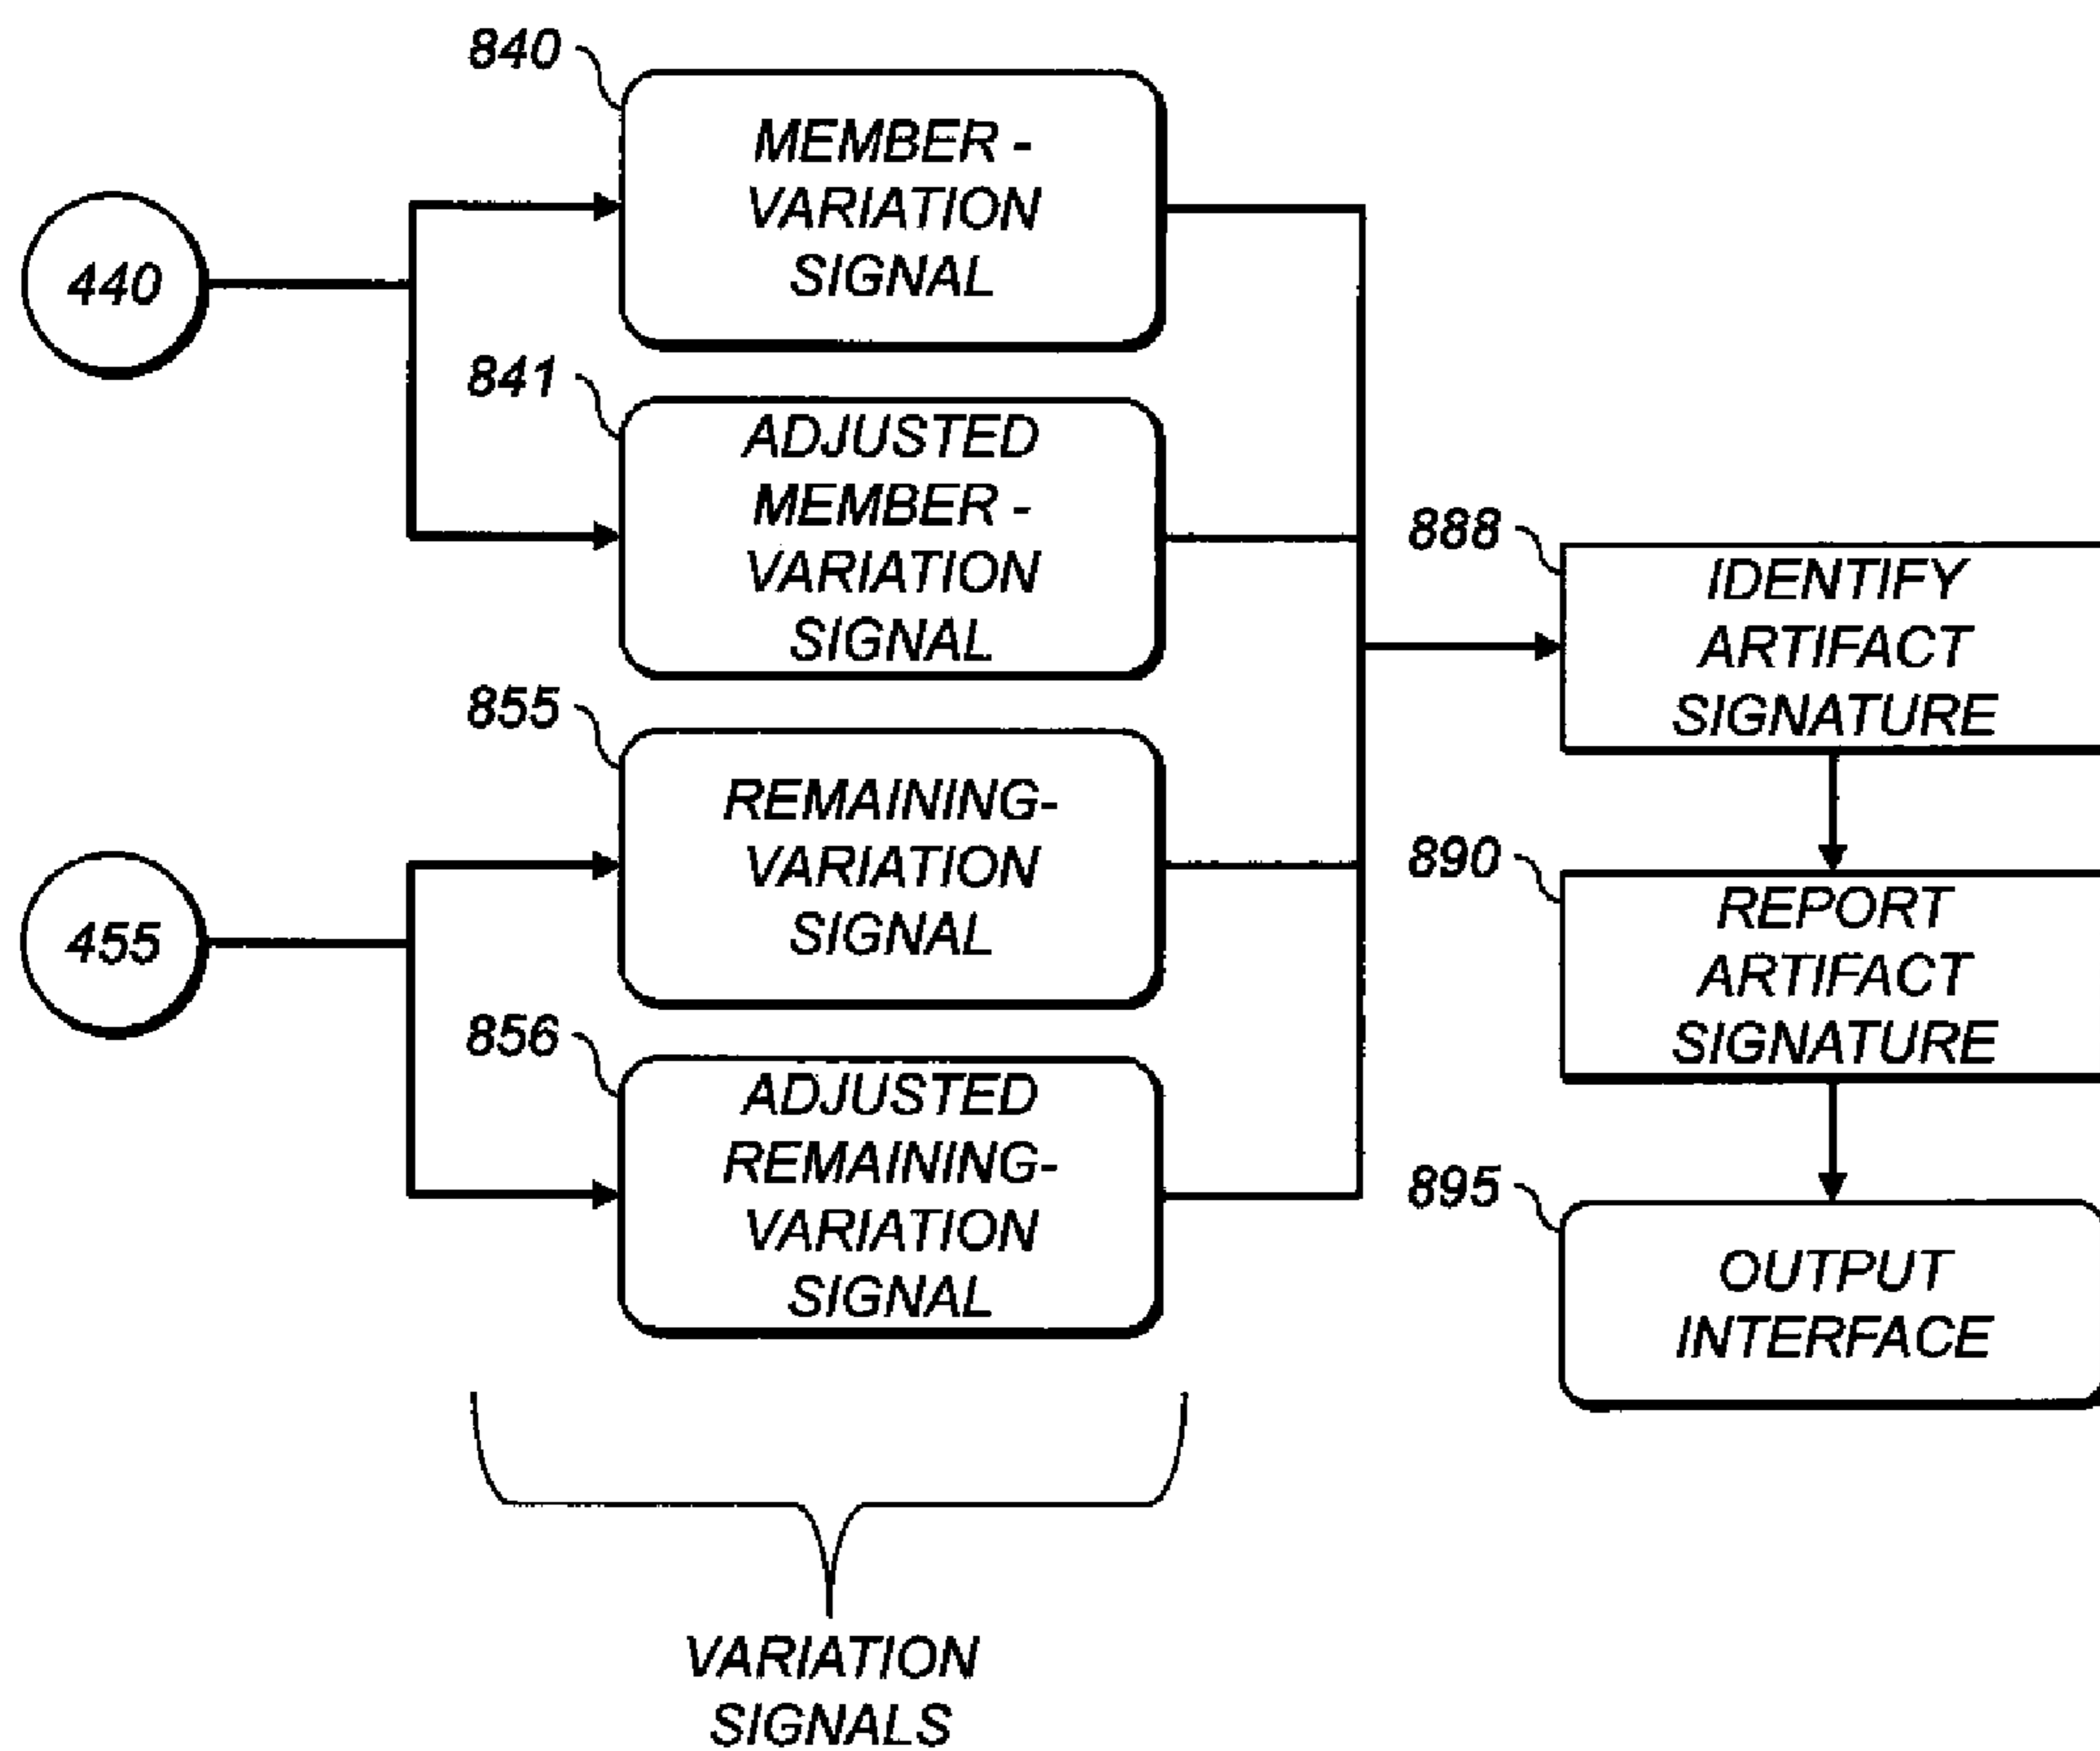 840
MEMBER -
VARIATION
SIGNAL
440
841
ADJUSTED
MEMBER -
VARIATION
SIGNAL
855
REMAINING-
VARIATION
SIGNAL
455
856
ADJUSTED
REMAINING-
VARIATION
SIGNAL
888
IDENTIFY
ARTIFACT
SIGNATURE
890
REPORT
ARTIFACT
SIGNATURE
895
OUTPUT
INTERFACE
VARIATION
SIGNALS